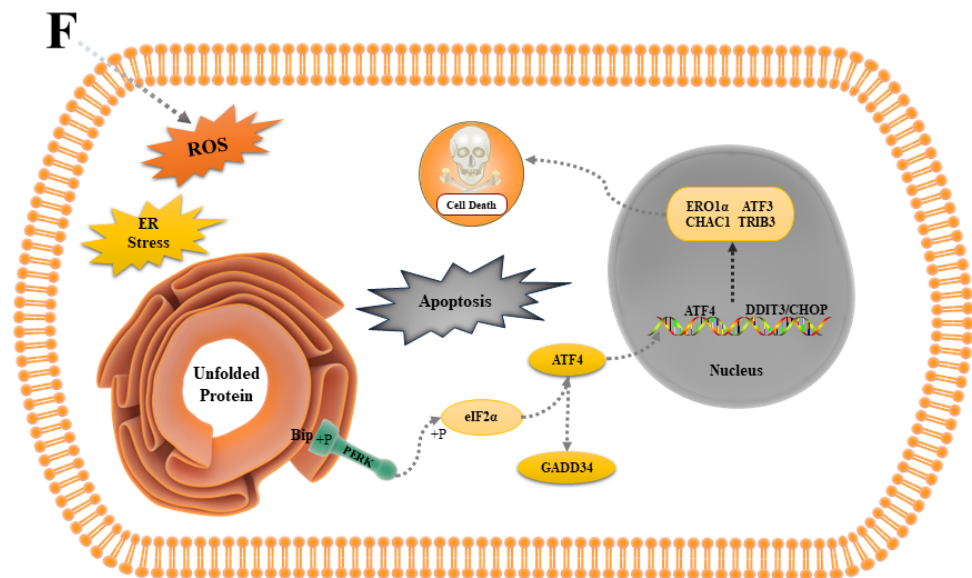 F
ROS
ER
Stress
Cell Death
ERO1α ATF3
CHAC1 TRIB3
Apoptosis
ATF4 DDIT3/CHOP
Nucleus
Unfolded
Protein
ATF4
eIF2α
+P
Bip +P PERK
GADD34